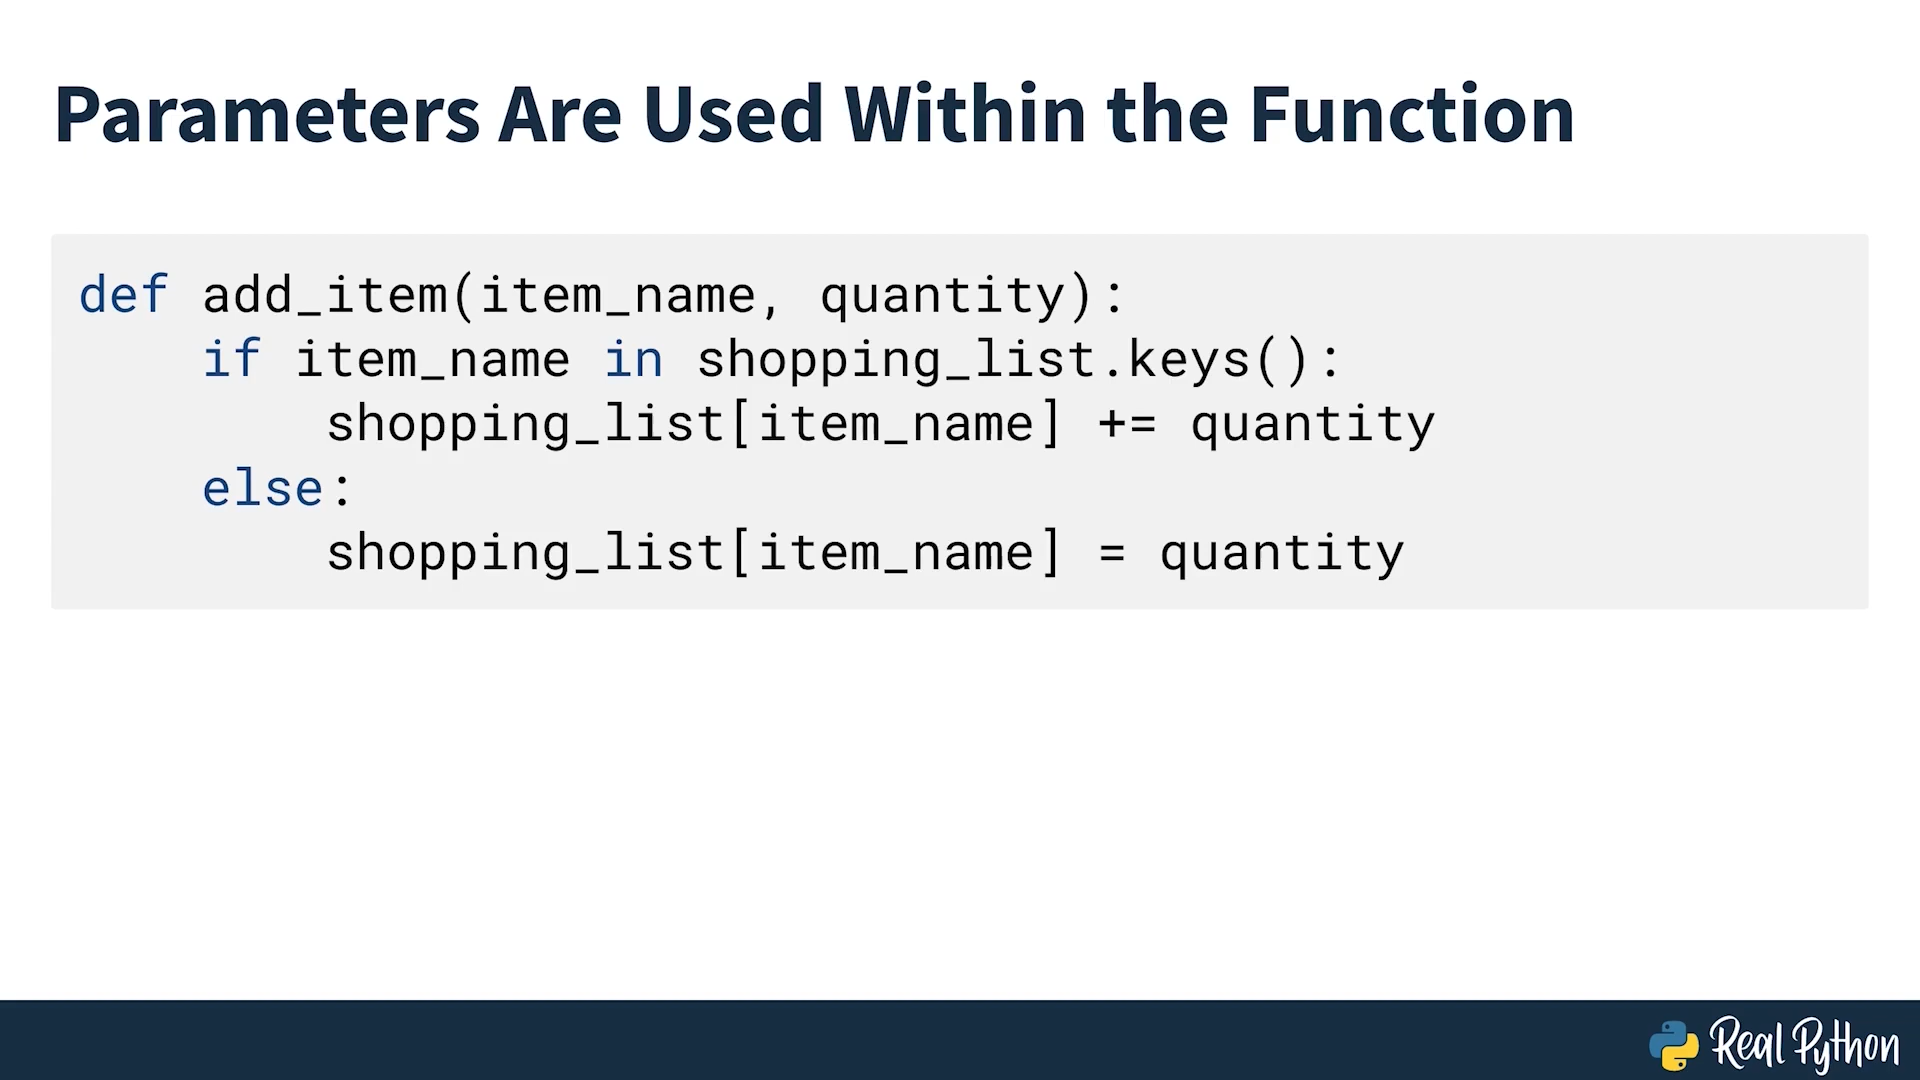 Parameters Are Used Within the Function
def add_item(item_name, quantity):
    if item_name in shopping_list.keys():
        shopping_list[item_name] += quantity
    else:
        shopping_list[item_name] = quantity
Real Python